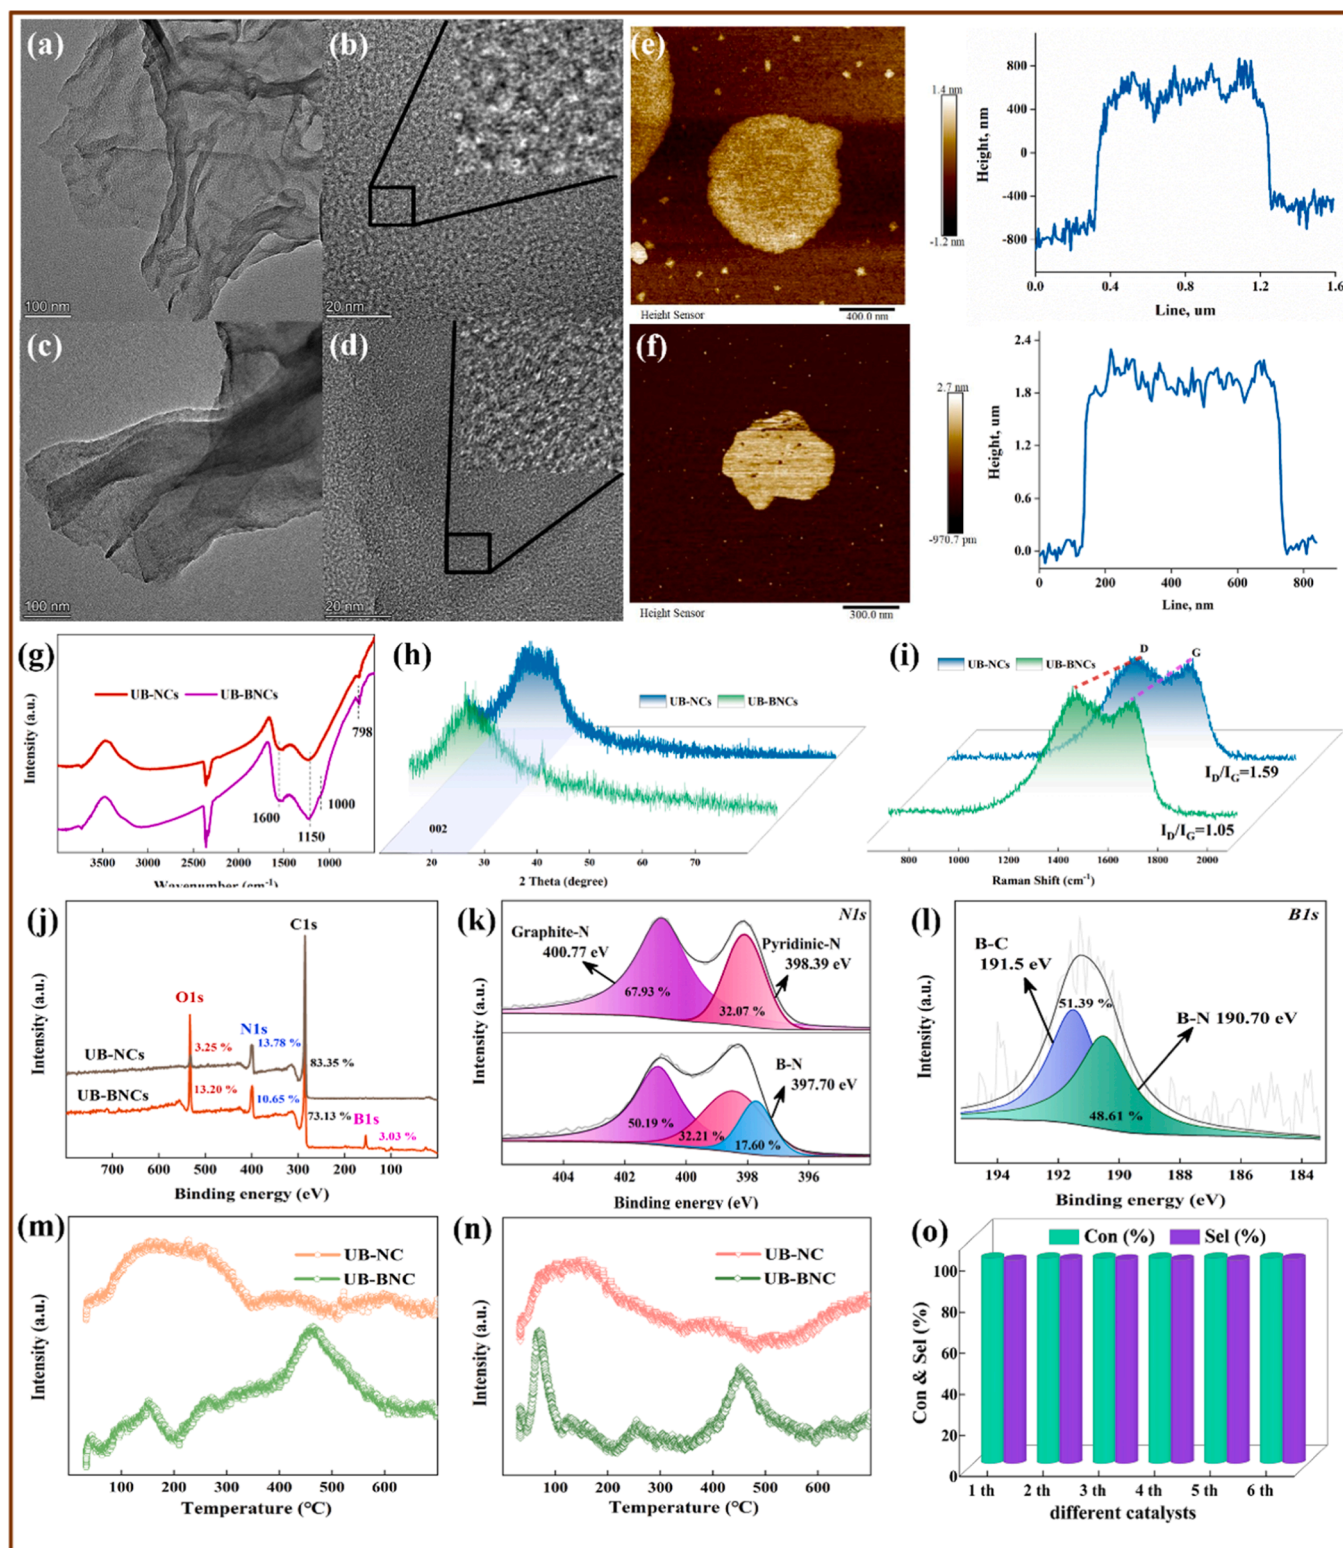 (a)
100 nm
(b)
20 nm
(c)
100 nm
(d)
20 nm
(e)
Height Sensor
400.0 nm
1.4 nm
-1.2 nm
Height, nm
800
400
0
-400
-800
0.0
0.4
0.8
1.2
1.6
Line, um
(f)
Height Sensor
300.0 nm
2.7 nm
-970.7 pm
Height, um
2.4
1.8
1.2
0.6
0.0
0
200
400
600
800
Line, nm
(g)
UB-NCs
UB-BNCs
Intensity (a.u.)
798
1000
1600
1150
3500
3000
2500
2000
1500
1000
Wavenumber (cm-1)
(h)
UB-NCs
UB-BNCs
002
20
30
40
50
60
70
2 Theta (degree)
(i)
UB-NCs
UB-BNCs
D
G
ID/IG=1.59
ID/IG=1.05
800
1000
1200
1400
1600
1800
2000
Raman Shift (cm-1)
(j)
C1s
O1s
N1s
UB-NCs
3.25 %
13.78 %
83.35 %
UB-BNCs
13.20 %
10.65 %
73.13 %
B1s
3.03 %
Intensity (a.u.)
700
600
500
400
300
200
100
Binding energy (eV)
(k)
N1s
Graphite-N
400.77 eV
Pyridinic-N
398.39 eV
67.93 %
32.07 %
B-N
397.70 eV
50.19 %
32.21 %
17.60 %
Intensity (a.u.)
404
402
400
398
396
Binding energy (eV)
(l)
B1s
B-C
191.5 eV
51.39 %
B-N 190.70 eV
48.61 %
Intensity (a.u.)
194
192
190
188
186
184
Binding energy (eV)
(m)
UB-NC
UB-BNC
Intensity (a.u.)
100
200
300
400
500
600
Temperature (°C)
(n)
UB-NC
UB-BNC
Intensity (a.u.)
100
200
300
400
500
600
Temperature (°C)
(o)
Con (%)
Sel (%)
Con & Sel (%)
100
80
60
40
20
0
1 th
2 th
3 th
4 th
5 th
6 th
different catalysts